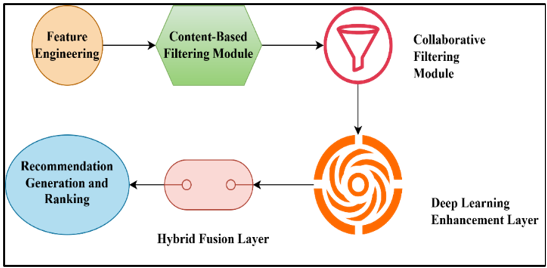 Feature
Engineering
Content-Based
Filtering Module
Collaborative
Filtering
Module
Recommendation
Generation and
Ranking
Hybrid Fusion Layer
Deep Learning
Enhancement Layer